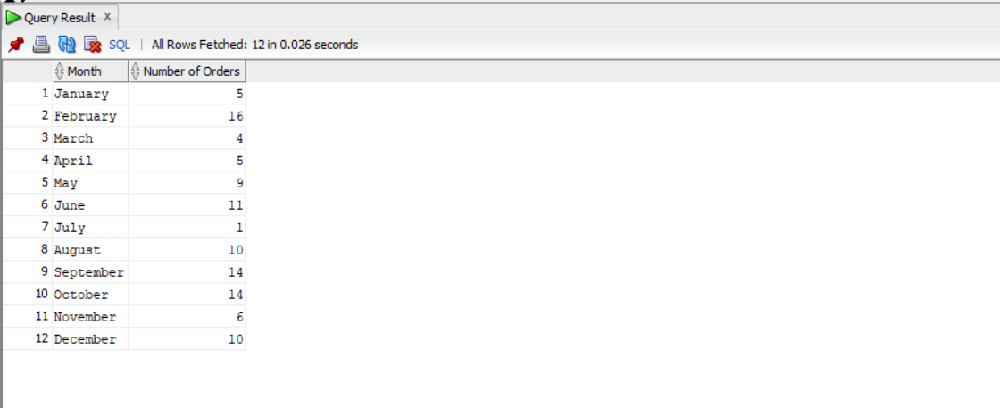 Query Result x
SQL | All Rows Fetched: 12 in 0.026 seconds
Month Number of Orders
1 January 5
2 February 16
3 March 4
4 April 5
5 May 9
6 June 11
7 July 1
8 August 10
9 September 14
10 October 14
11 November 6
12 December 10